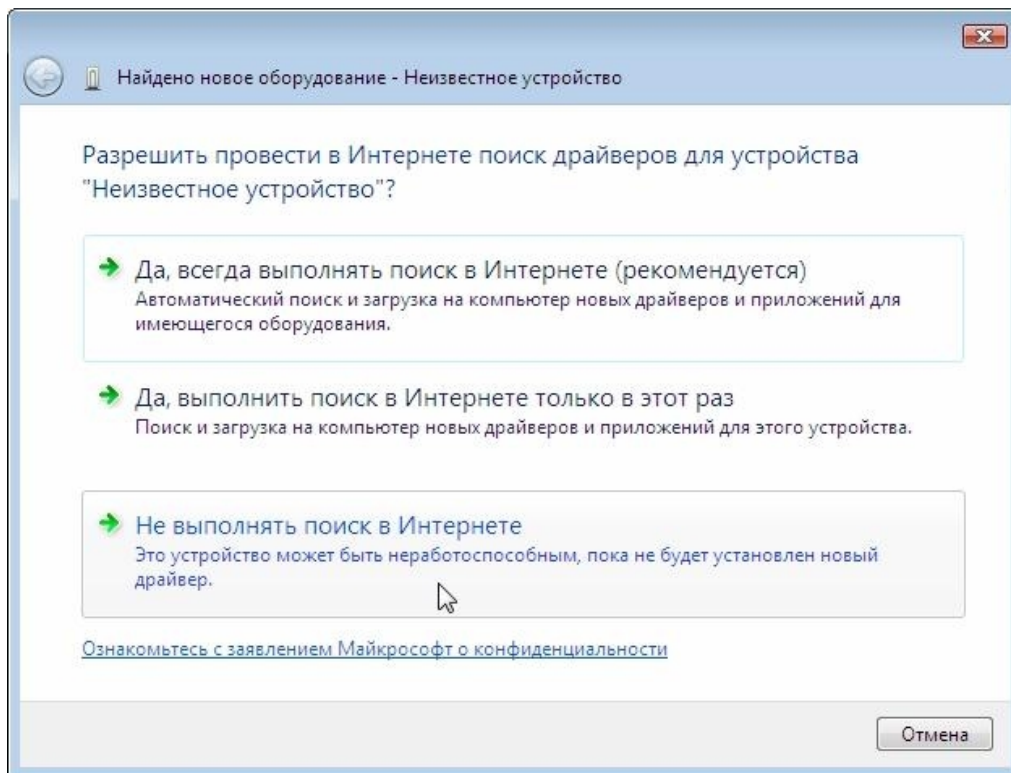 Найдено новое оборудование - Неизвестное устройство
Разрешить провести в Интернете поиск драйверов для устройства
"Неизвестное устройство"?
Да, всегда выполнять поиск в Интернете (рекомендуется)
Автоматический поиск и загрузка на компьютер новых драйверов и приложений для
имеющегося оборудования.
Да, выполнить поиск в Интернете только в этот раз
Поиск и загрузка на компьютер новых драйверов и приложений для этого устройства.
Не выполнять поиск в Интернете
Это устройство может быть неработоспособным, пока не будет установлен новый
драйвер.
Ознакомьтесь с заявлением Майкрософт о конфиденциальности
Отмена